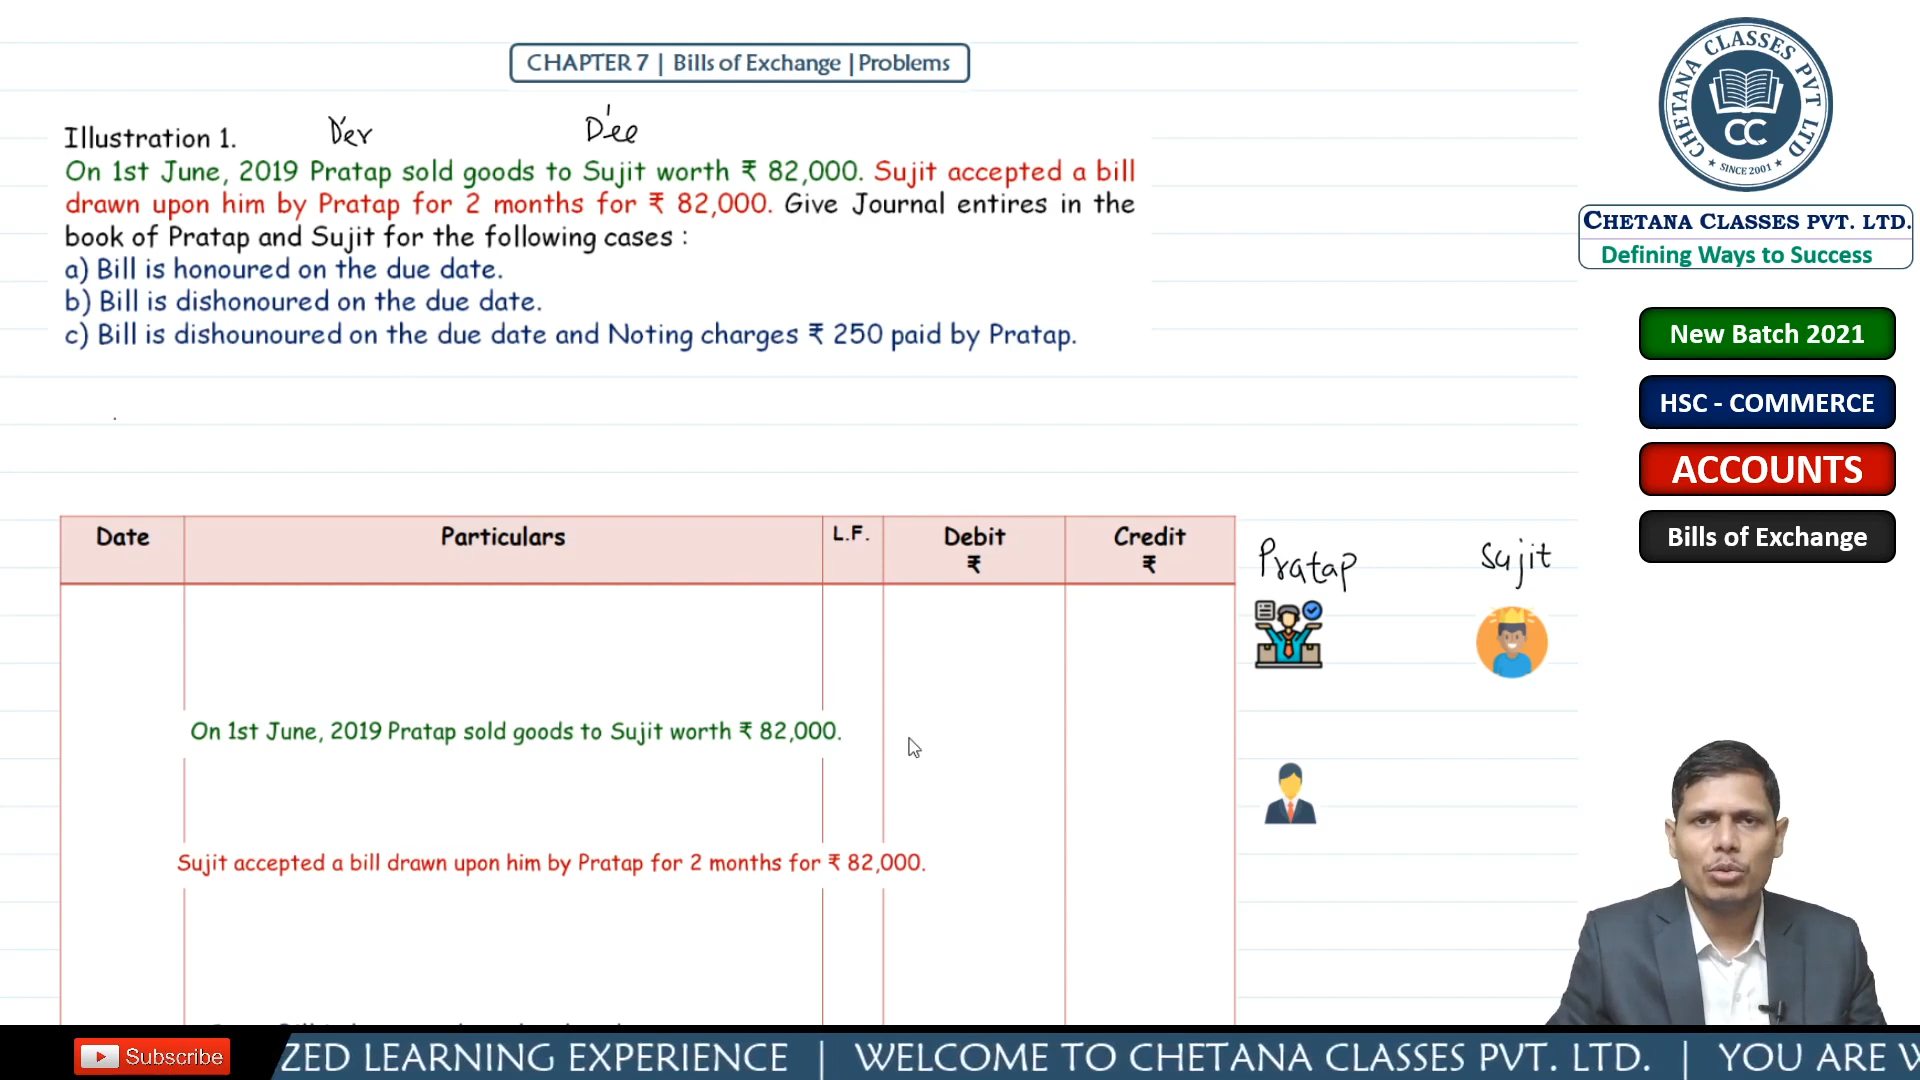 CHAPTER 7 | Bills of Exchange |Problems
D'er
D'ee
Illustration 1.
On 1st June, 2019 Pratap sold goods to Sujit worth ₹ 82,000. Sujit accepted a bill
drawn upon him by Pratap for 2 months for ₹ 82,000. Give Journal entires in the
book of Pratap and Sujit for the following cases :
a) Bill is honoured on the due date.
b) Bill is dishonoured on the due date.
c) Bill is dishounoured on the due date and Noting charges ₹ 250 paid by Pratap.
Date
Particulars
L.F.
Debit
₹
Credit
₹
Pratap
Sujit
On 1st June, 2019 Pratap sold goods to Sujit worth ₹ 82,000.
Sujit accepted a bill drawn upon him by Pratap for 2 months for ₹ 82,000.
CHETANA CLASSES PVT LTD
CC
SINCE 2001
CHETANA CLASSES PVT. LTD.
Defining Ways to Success
New Batch 2021
HSC - COMMERCE
ACCOUNTS
Bills of Exchange
Subscribe
ZED LEARNING EXPERIENCE | WELCOME TO CHETANA CLASSES PVT. LTD. | YOU ARE W